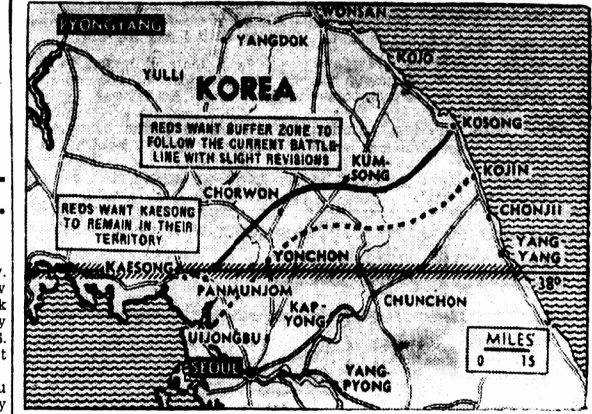 PYONGYANG
WONSAN
YANGDOK
KOJO
YULLI
KOREA
KOSONG
REDS WANT BUFFER ZONE TO
FOLLOW THE CURRENT BATTLE-
LINE WITH SLIGHT REVISIONS
KUM-
SONG
KOJIN
CHORWON
REDS WANT KAESONG
TO REMAIN IN THEIR
TERRITORY
CHONJII
YANG-
YANG
YONCHON
KAESONG
38°
PANMUNJOM
CHUNCHON
KAP-
YONG
UIJONGBU
MILES
0 15
SEOUL
YANG-
PYONG